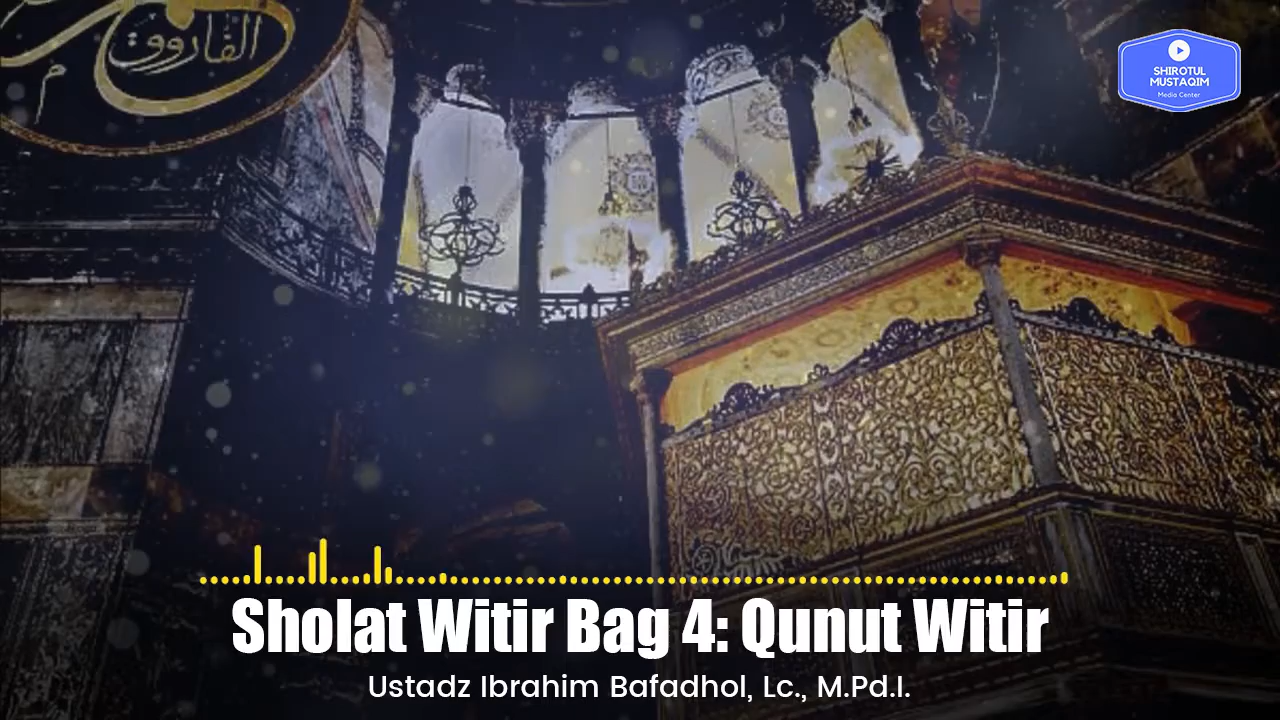 الفاروق
SHIROTUL
MUSTAQIM
Media Center
Sholat Witir Bag 4: Qunut Witir
Ustadz Ibrahim Bafadhol, Lc., M.Pd.I.